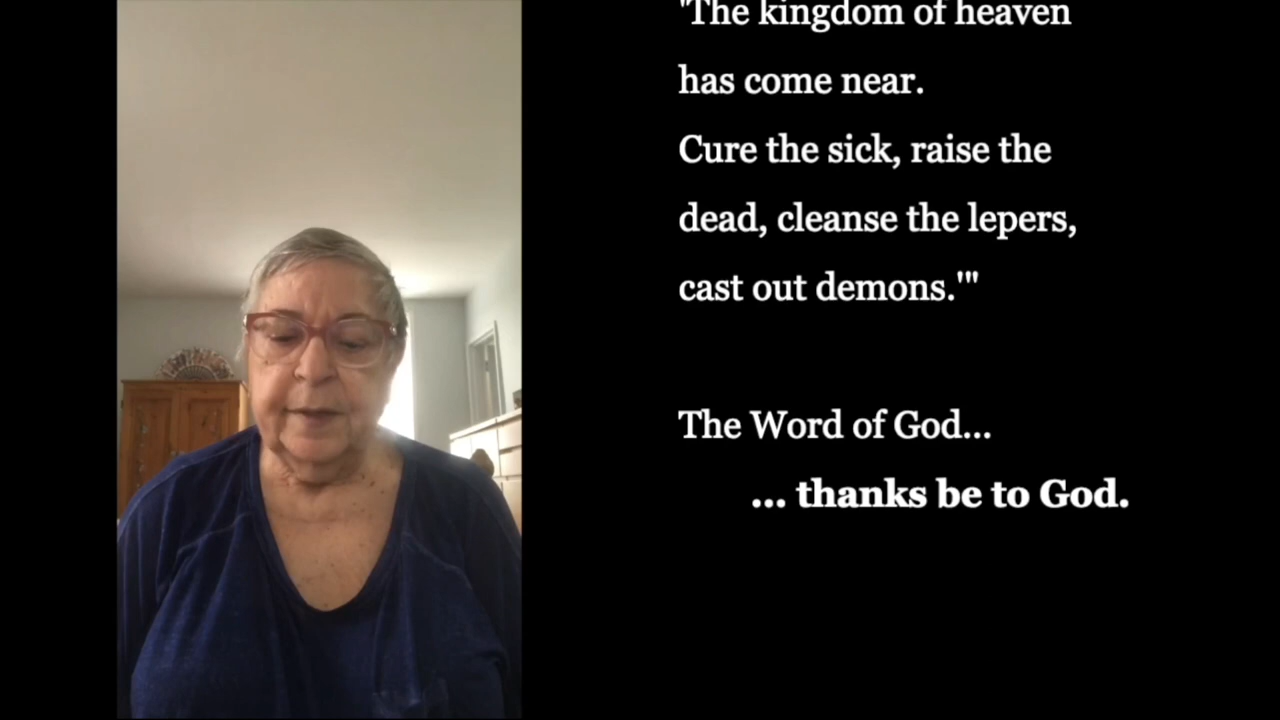 'The kingdom of heaven
has come near.
Cure the sick, raise the
dead, cleanse the lepers,
cast out demons.'"
The Word of God...
... thanks be to God.